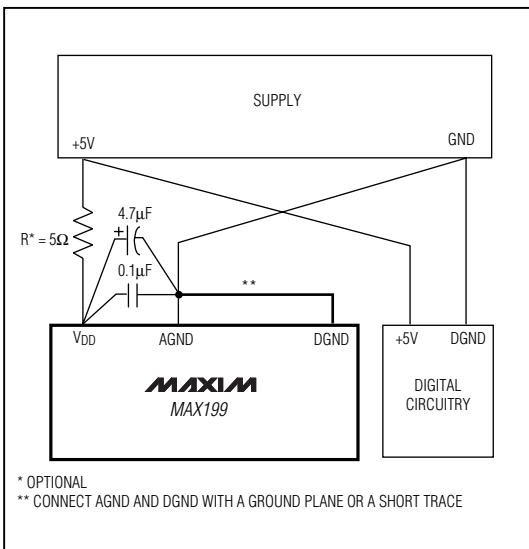 SUPPLY
+5V GND
4.7µF
+
R* = 5Ω
0.1µF
**
VDD AGND DGND +5V DGND
MAXIM
MAX199
DIGITAL
CIRCUITRY
* OPTIONAL
** CONNECT AGND AND DGND WITH A GROUND PLANE OR A SHORT TRACE